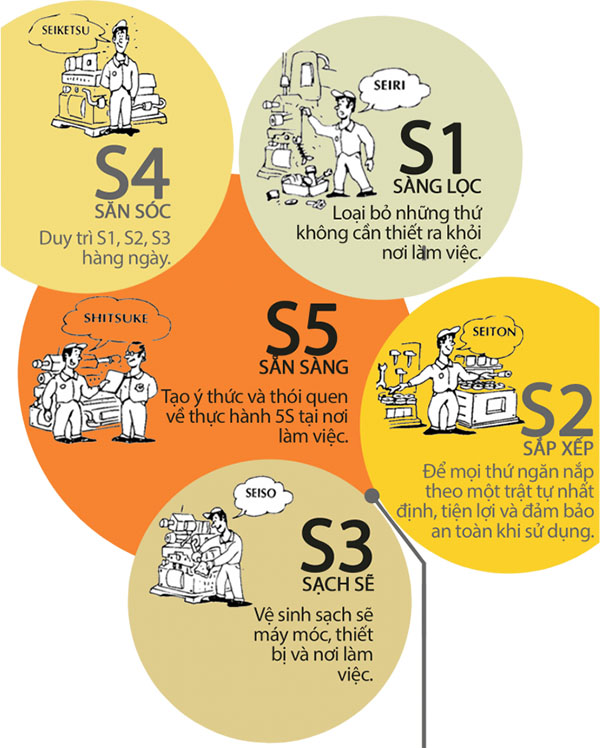 SEIKETSU
S4
SĂN SÓC
Duy trì S1, S2, S3
hàng ngày.
SEIRI
S1
SÀNG LỌC
Loại bỏ những thứ
không cần thiết ra khỏi
nơi làm việc.
SHITSUKE
S5
SẴN SÀNG
Tạo ý thức và thói quen
về thực hành 5S tại nơi
làm việc.
SEITON
S2
SẮP XẾP
Để mọi thứ ngăn nắp
theo một trật tự nhất
định, tiện lợi và đảm bảo
an toàn khi sử dụng.
SEISO
S3
SẠCH SẼ
Vệ sinh sạch sẽ
máy móc, thiết
bị và nơi làm
việc.